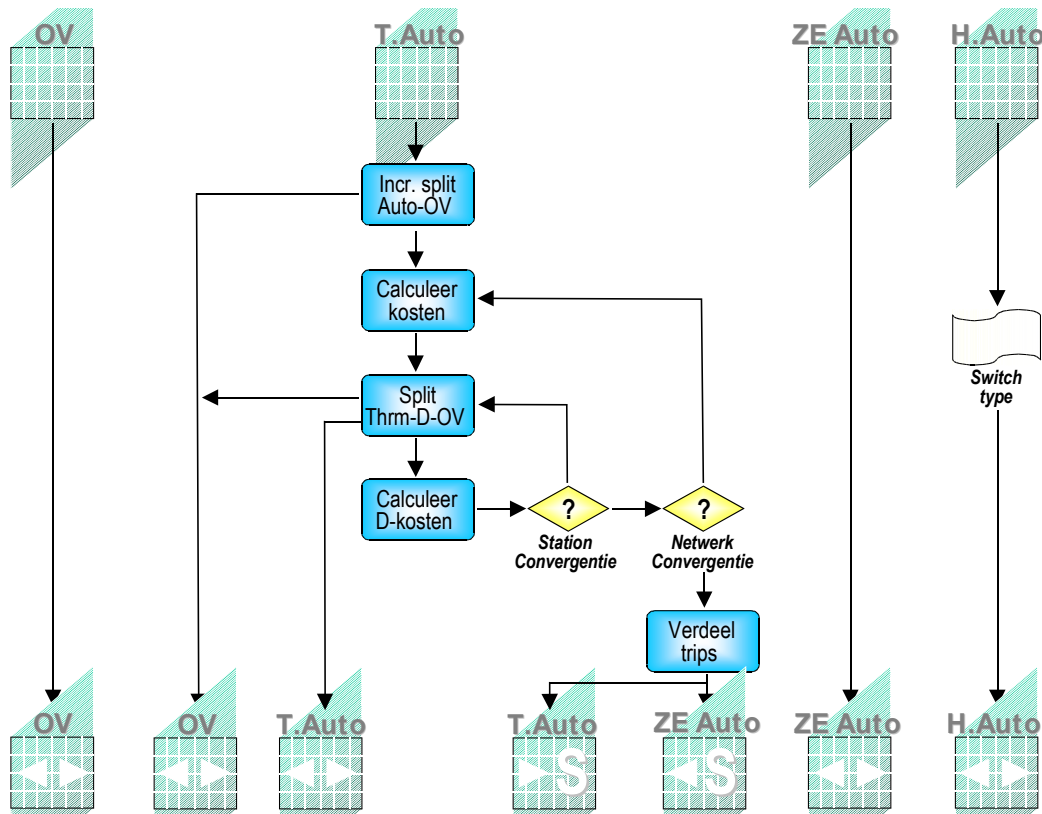 OV
T.Auto
ZE Auto
H.Auto
Incr. split
Auto-OV
Calculeer
kosten
Switch
type
Split
Thrm-D-OV
Calculeer
D-kosten
?
?
Station
Convergentie
Netwerk
Convergentie
Verdeel
trips
OV
OV
T.Auto
T.Auto
ZE Auto
ZE Auto
H.Auto
S
S